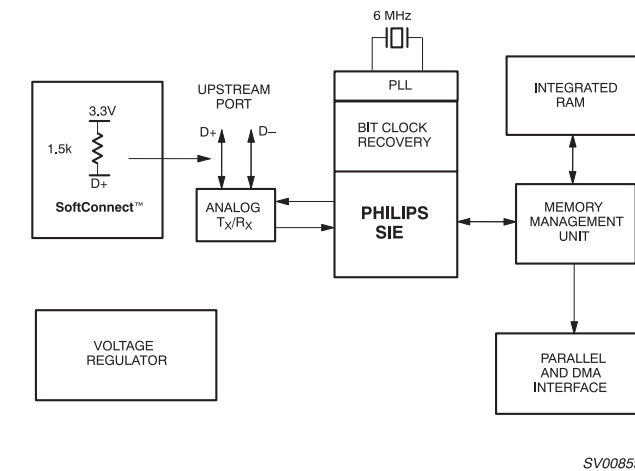 6 MHz
UPSTREAM
PORT
D+
D–
3.3V
1.5k
D+
SoftConnect™
ANALOG
TX/RX
PLL
BIT CLOCK
RECOVERY
PHILIPS
SIE
INTEGRATED
RAM
MEMORY
MANAGEMENT
UNIT
PARALLEL
AND DMA
INTERFACE
VOLTAGE
REGULATOR